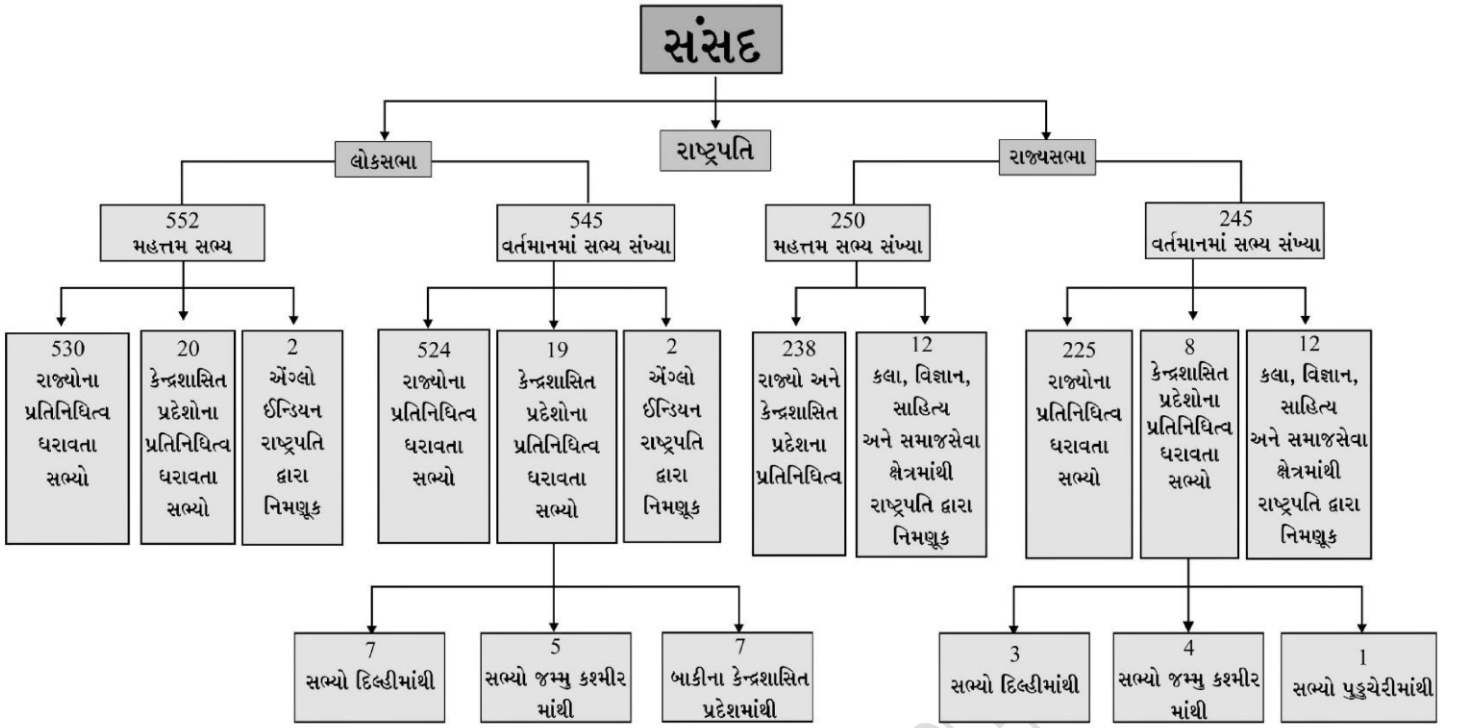 સંસદ
લોકસભા
રાષ્ટ્રપતિ
રાજ્યસભા
552
મહત્તમ સભ્ય
545
વર્તમાનમાં સભ્ય સંખ્યા
250
મહત્તમ સભ્ય સંખ્યા
245
વર્તમાનમાં સભ્ય સંખ્યા
530
રાજ્યોના
પ્રતિનિધિત્વ
ધરાવતા
સભ્યો
20
કેન્દ્રશાસિત
પ્રદેશોના
પ્રતિનિધિત્વ
ધરાવતા
સભ્યો
2
એંગ્લો
ઈન્ડિયન
રાષ્ટ્રપતિ
દ્વારા
નિમણૂક
524
રાજ્યોના
પ્રતિનિધિત્વ
ધરાવતા
સભ્યો
19
કેન્દ્રશાસિત
પ્રદેશોના
પ્રતિનિધિત્વ
ધરાવતા
સભ્યો
2
એંગ્લો
ઈન્ડિયન
રાષ્ટ્રપતિ
દ્વારા
નિમણૂક
238
રાજ્યો અને
કેન્દ્રશાસિત
પ્રદેશના
પ્રતિનિધિત્વ
12
કલા, વિજ્ઞાન,
સાહિત્ય
અને સમાજસેવા
ક્ષેત્રમાંથી
રાષ્ટ્રપતિ દ્વારા
નિમણૂક
225
રાજ્યોના
પ્રતિનિધિત્વ
ધરાવતા
સભ્યો
8
કેન્દ્રશાસિત
પ્રદેશોના
પ્રતિનિધિત્વ
ધરાવતા
સભ્યો
12
કલા, વિજ્ઞાન,
સાહિત્ય
અને સમાજસેવા
ક્ષેત્રમાંથી
રાષ્ટ્રપતિ દ્વારા
નિમણૂક
7
સભ્યો દિલ્હીમાંથી
5
સભ્યો જમ્મુ કશ્મીર
માંથી
7
બાકીના કેન્દ્રશાસિત
પ્રદેશમાંથી
3
સભ્યો દિલ્હીમાંથી
4
સભ્યો જમ્મુ કશ્મીર
માંથી
1
સભ્યો પુડુચેરીમાંથી